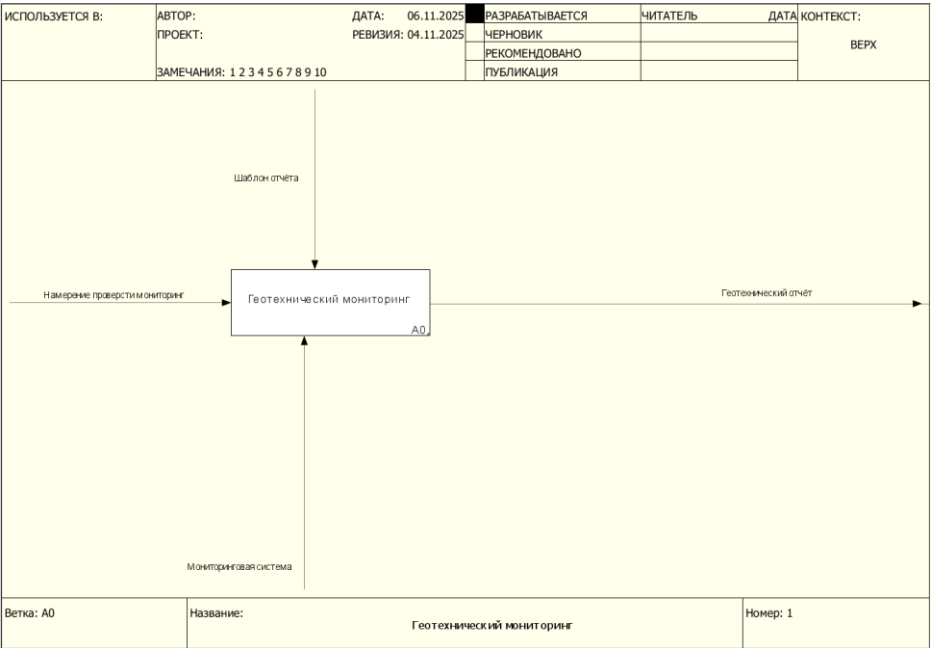 ИСПОЛЬЗУЕТСЯ В:
АВТОР:
ДАТА: 06.11.2025
РАЗРАБАТЫВАЕТСЯ
ЧИТАТЕЛЬ
ДАТА
КОНТЕКСТ:
ПРОЕКТ:
РЕВИЗИЯ: 04.11.2025
ЧЕРНОВИК
ВЕРХ
РЕКОМЕНДОВАНО
ЗАМЕЧАНИЯ: 1 2 3 4 5 6 7 8 9 10
ПУБЛИКАЦИЯ
Шаблон отчёта
Намерение проверсти мониторинг
Геотехнический мониторинг
A0
Геотехнический отчёт
Мониторинговая система
Ветка: A0
Название:
Геотехнический мониторинг
Номер: 1